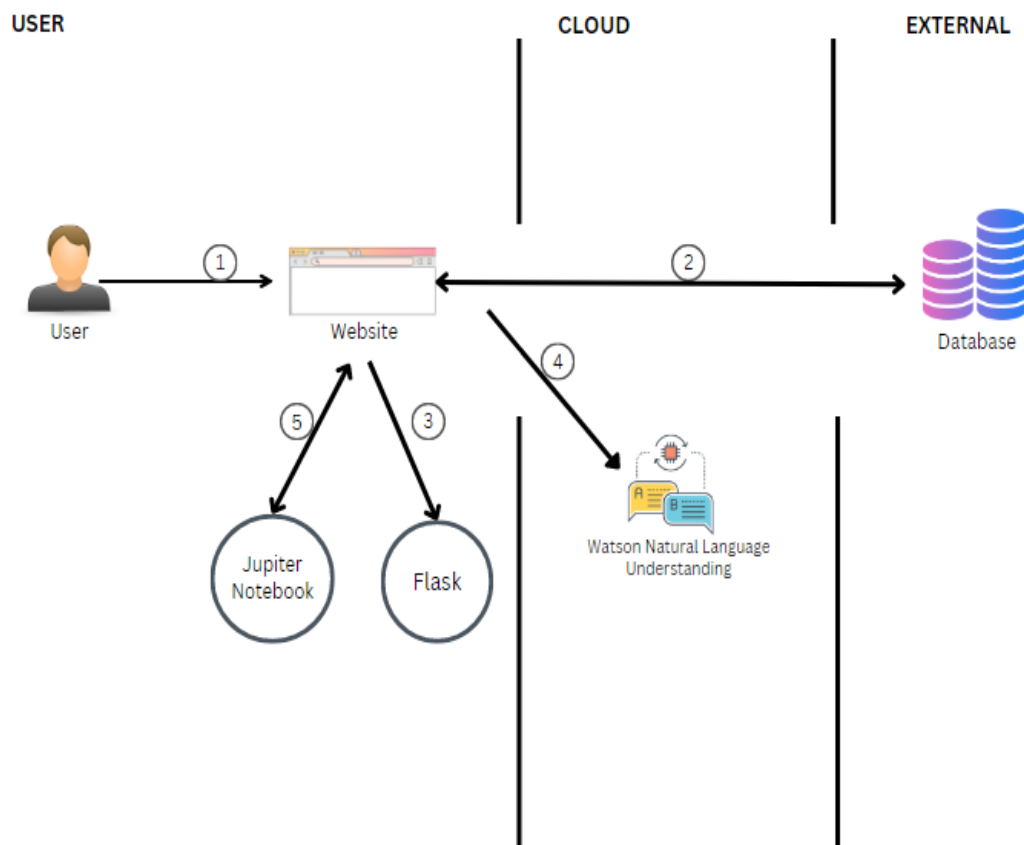 USER
CLOUD
EXTERNAL
1
2
User
Website
Database
4
5
3
A
B
Jupiter
Notebook
Flask
Watson Natural Language
Understanding